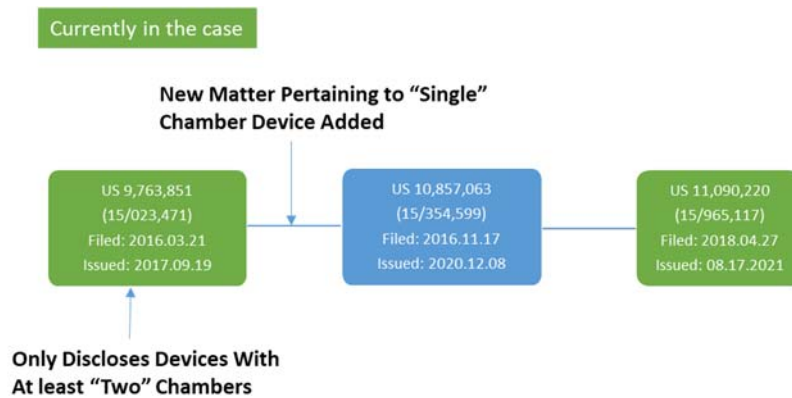 Currently in the case
New Matter Pertaining to “Single”
Chamber Device Added
US 9,763,851
(15/023,471)
Filed: 2016.03.21
Issued: 2017.09.19
US 10,857,063
(15/354,599)
Filed: 2016.11.17
Issued: 2020.12.08
US 11,090,220
(15/965,117)
Filed: 2018.04.27
Issued: 08.17.2021
Only Discloses Devices With
At least “Two” Chambers